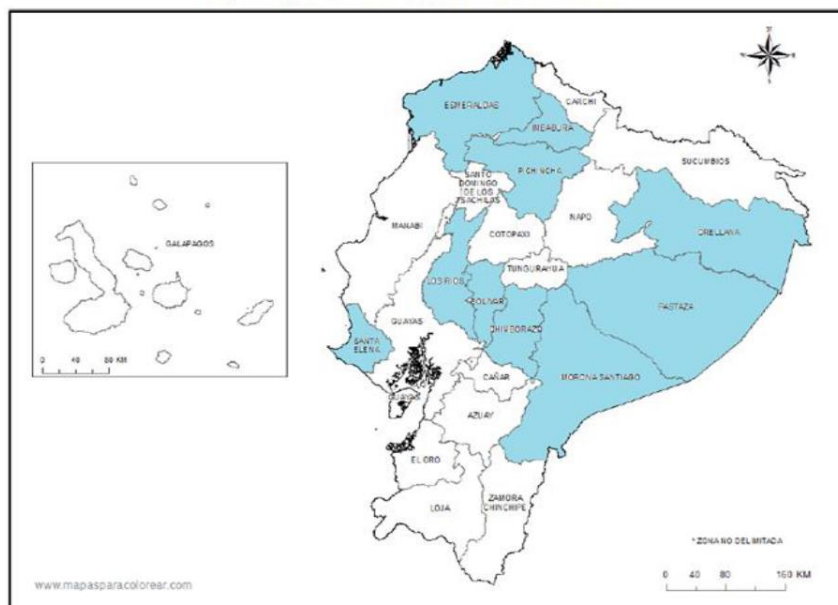 ESMERALDAS
CARCHI
IMBABURA
SUCUMBIOS
PICHINCHA
SANTO
DOMINGO
DE LOS
TSACHILAS
NAPO
ORELLANA
MANABI
COTOPAXI
GALAPAGOS
TUNGURAHUA
LOS RIOS
BOLIVAR
PASTAZA
GUAYAS
CHIMBORAZO
SANTA
ELENA
0 40 80 KM
CAÑAR
MORONA SANTIAGO
GUAYAS
AZUAY
EL ORO
ZAMORA
CHINCHIPE
LOJA
* ZONA NO DELIMITADA
www.mapasparacolorear.com
0 40 80 160 KM